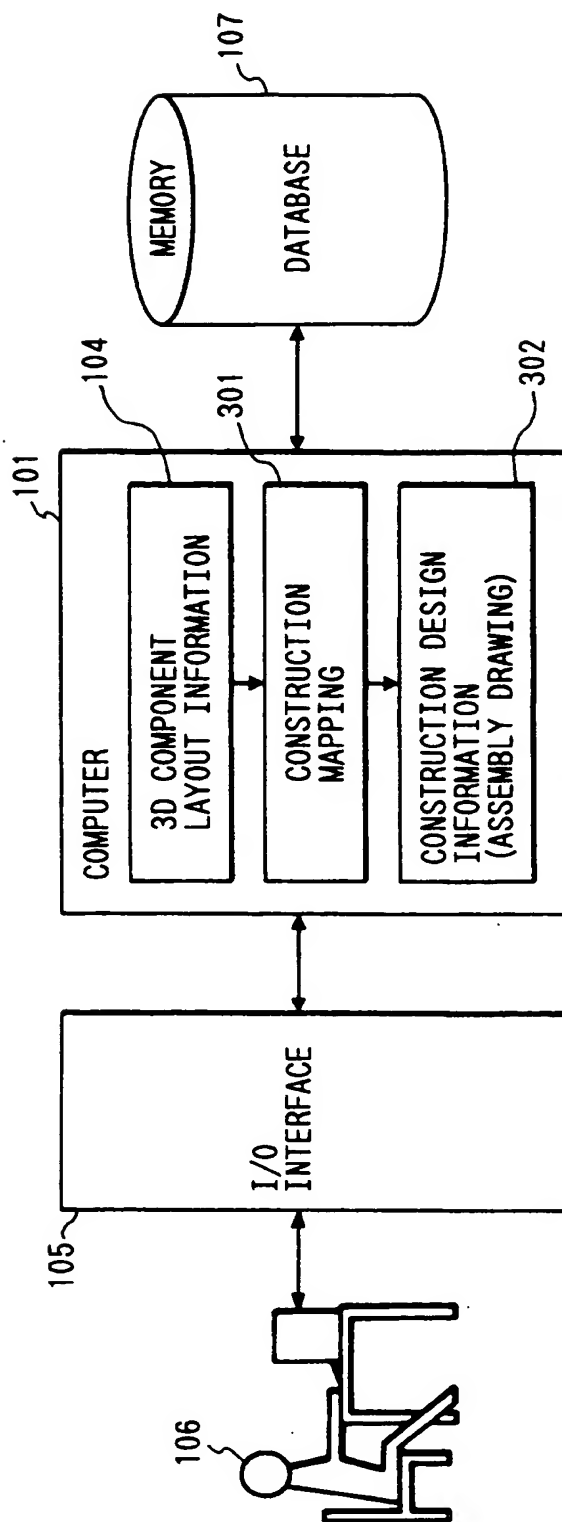 106
105
I/O
INTERFACE
101
COMPUTER
104
3D COMPONENT
LAYOUT INFORMATION
301
CONSTRUCTION
MAPPING
302
CONSTRUCTION DESIGN
INFORMATION
(ASSEMBLY DRAWING)
107
MEMORY
DATABASE